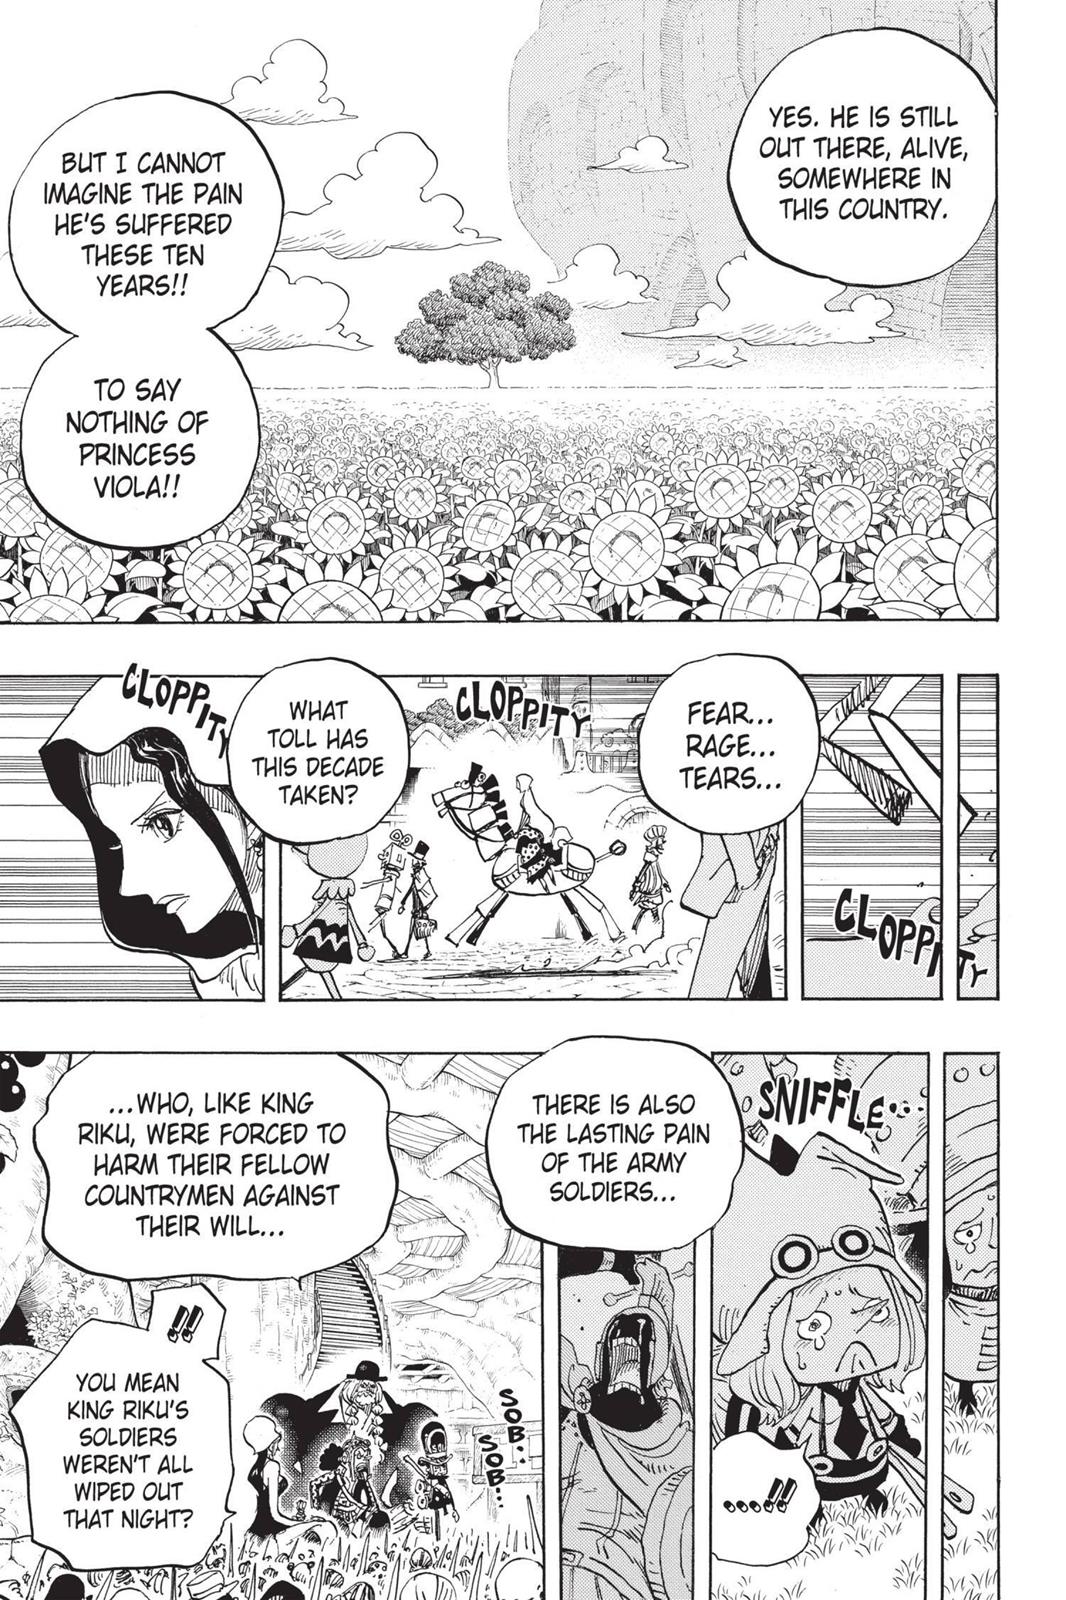 YES. HE IS STILL
OUT THERE, ALIVE,
SOMEWHERE IN
THIS COUNTRY.
BUT I CANNOT
IMAGINE THE PAIN
HE'S SUFFERED
THESE TEN
YEARS!!
TO SAY
NOTHING OF
PRINCESS
VIOLA!!
CLOPPITY
FEAR...
RAGE...
TEARS...
CLOPPITY
WHAT
TOLL HAS
THIS DECADE
TAKEN?
CLOPPITY
SNIFFLE...
....!!
THERE IS ALSO
THE LASTING PAIN
OF THE ARMY
SOLDIERS...
...WHO, LIKE KING
RIKU, WERE FORCED TO
HARM THEIR FELLOW
COUNTRYMEN AGAINST
THEIR WILL...
SOB...
SOB...
!!
YOU MEAN
KING RIKU'S
SOLDIERS
WEREN'T ALL
WIPED OUT
THAT NIGHT?